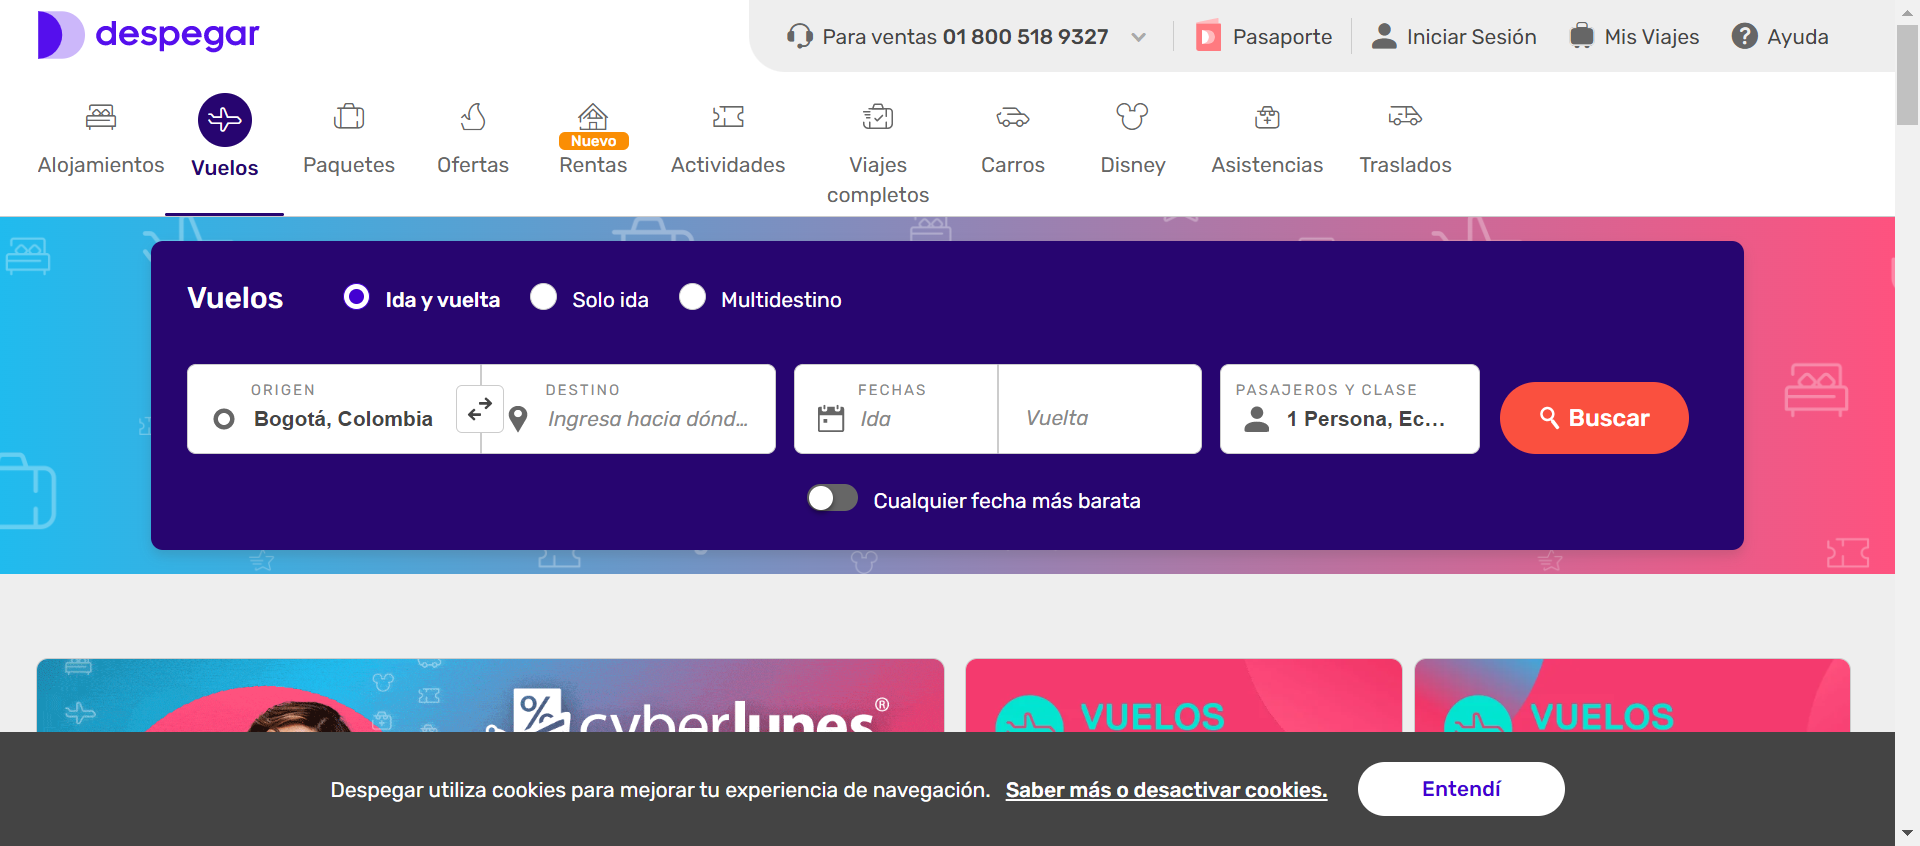 despegar
Para ventas 01 800 518 9327
Pasaporte
Iniciar Sesión
Mis Viajes
Ayuda
Alojamientos
Vuelos
Paquetes
Ofertas
Nuevo
Rentas
Actividades
Viajes
completos
Carros
Disney
Asistencias
Traslados
Vuelos
Ida y vuelta
Solo ida
Multidestino
ORIGEN
Bogotá, Colombia
DESTINO
Ingresa hacia dónd...
FECHAS
Ida
Vuelta
PASAJEROS Y CLASE
1 Persona, Ec...
Buscar
Cualquier fecha más barata
% cyberlunes®
VUELOS
VUELOS
Despegar utiliza cookies para mejorar tu experiencia de navegación. Saber más o desactivar cookies.
Entendí